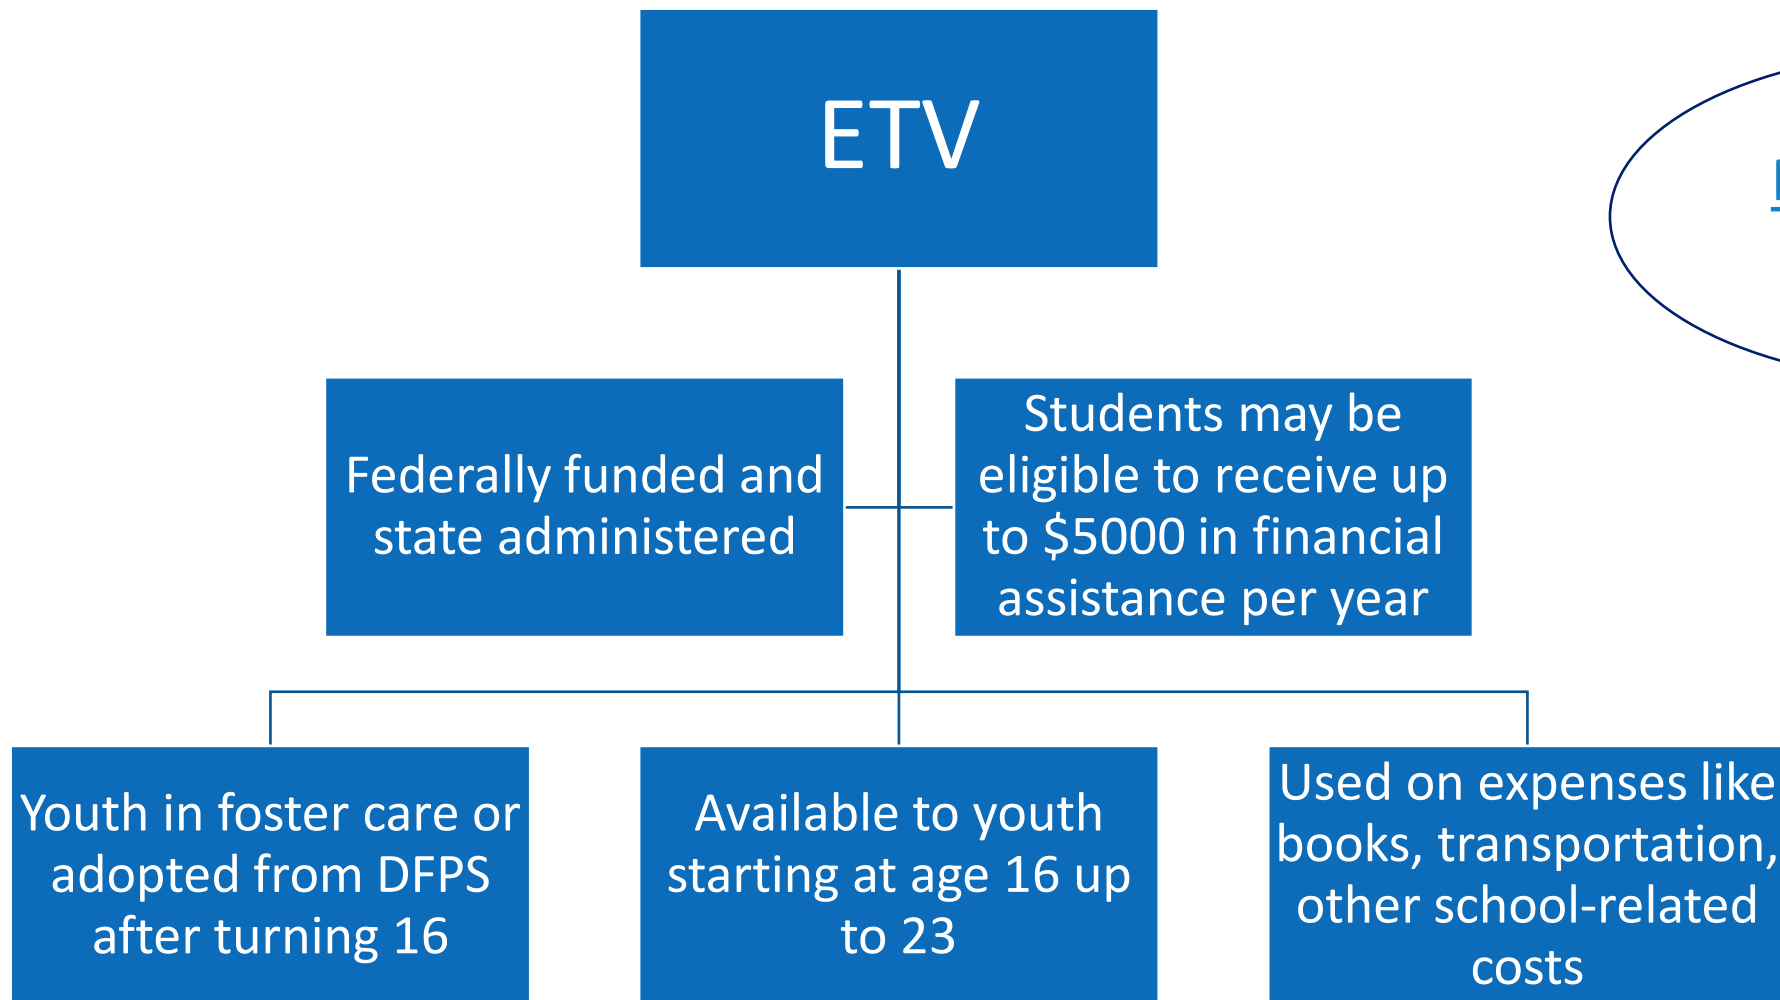 ETV
Federally funded and
state administered
Students may be
eligible to receive up
to $5000 in financial
assistance per year
Youth in foster care or
adopted from DFPS
after turning 16
Available to youth
starting at age 16 up
to 23
Used on expenses like
books, transportation,
other school-related
costs